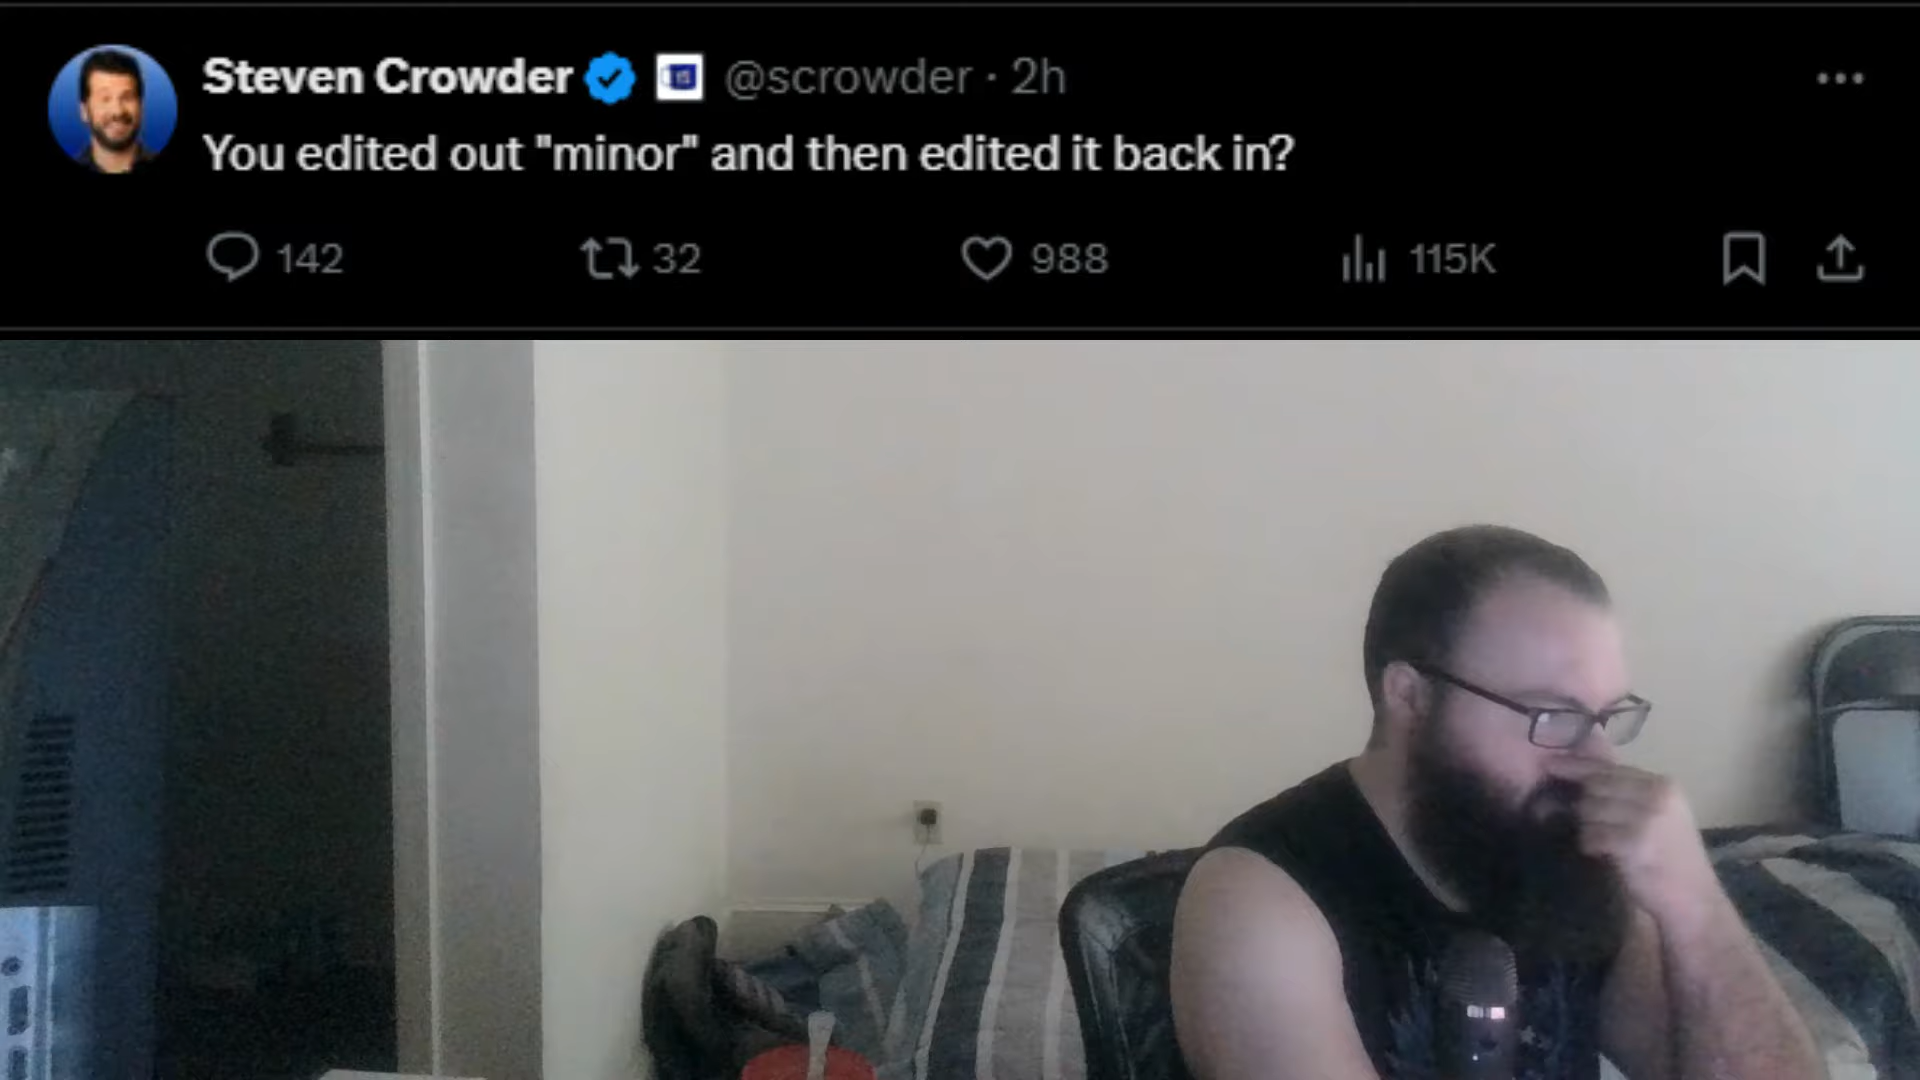 Steven Crowder @scrowder · 2h
You edited out "minor" and then edited it back in?
142 32 988 115K